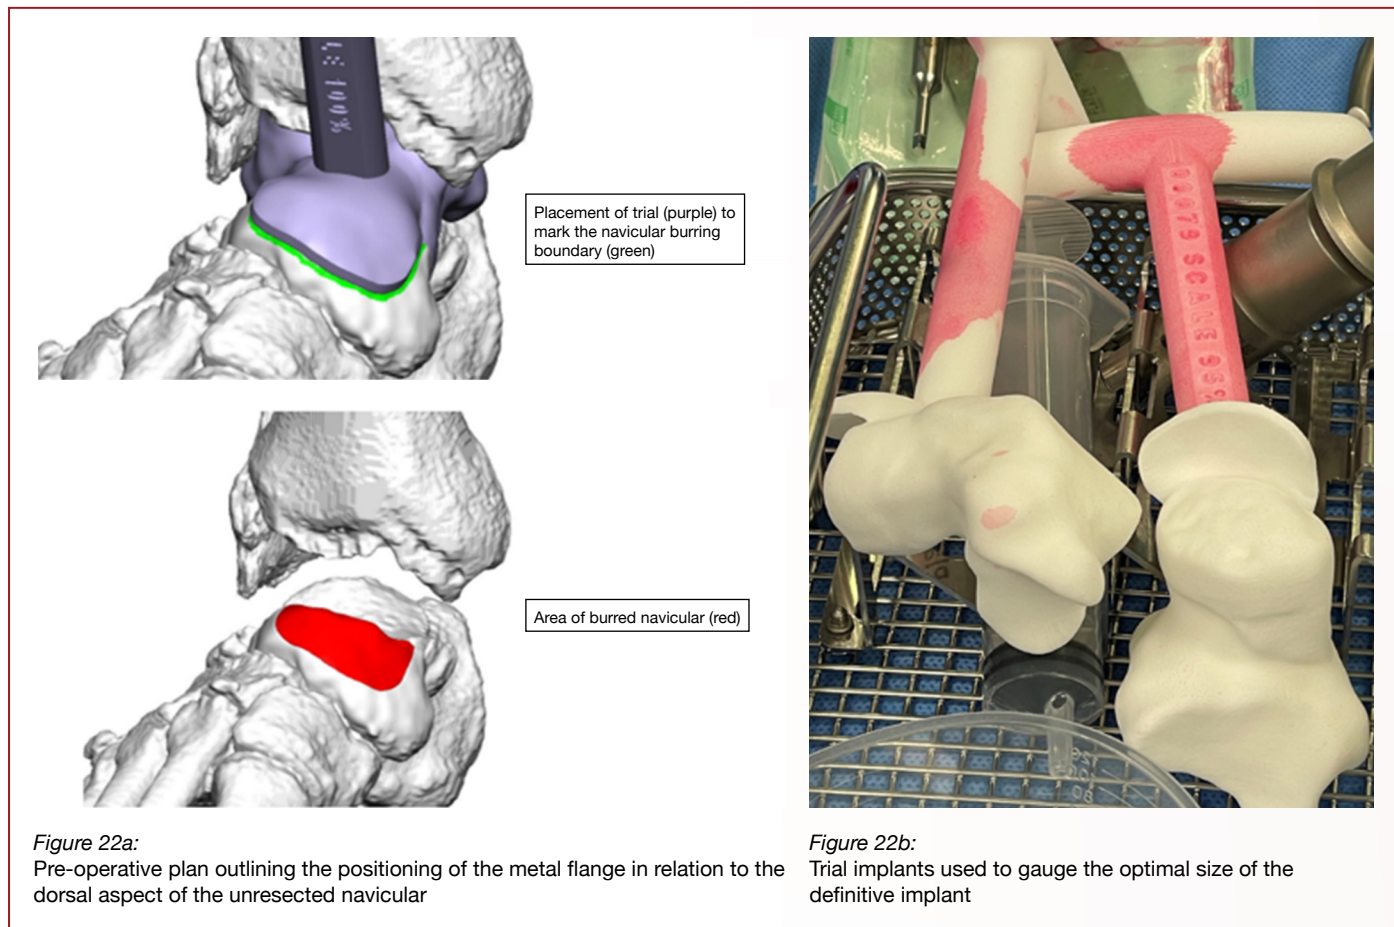 100%
Placement of trial (purple) to
mark the navicular burring
boundary (green)
Area of burred navicular (red)
Figure 22a:
Pre-operative plan outlining the positioning of the metal flange in relation to the
dorsal aspect of the unresected navicular
SCALE
Figure 22b:
Trial implants used to gauge the optimal size of the
definitive implant